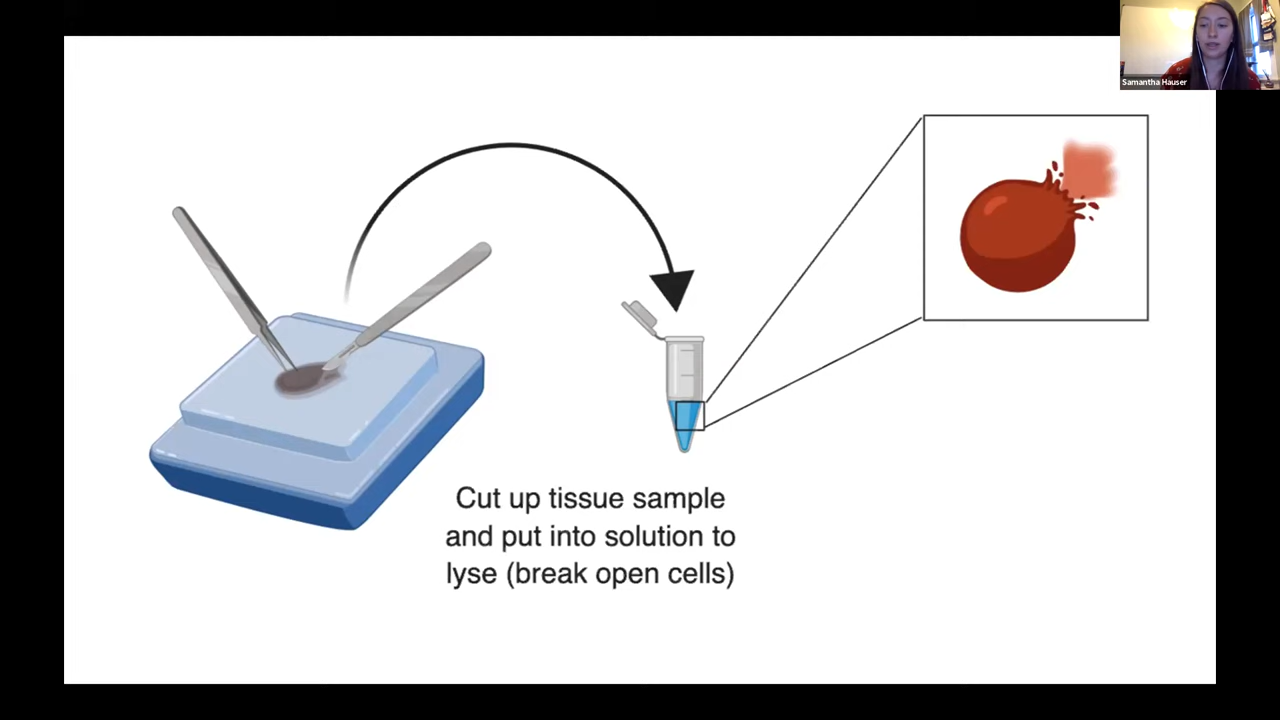 Samantha Hauser
Cut up tissue sample
and put into solution to
lyse (break open cells)